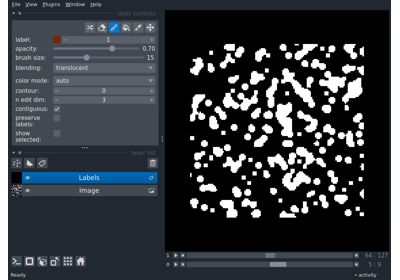 File View Plugins Window Help
layer controls
label: 1
opacity: 0.70
brush size: 15
blending: translucent
color mode: auto
contour: 0
n edit dim: 3
contiguous:
preserve
labels:
show
selected:
layer list
Labels
Image
1 64 127
0 5 9
Ready
activity